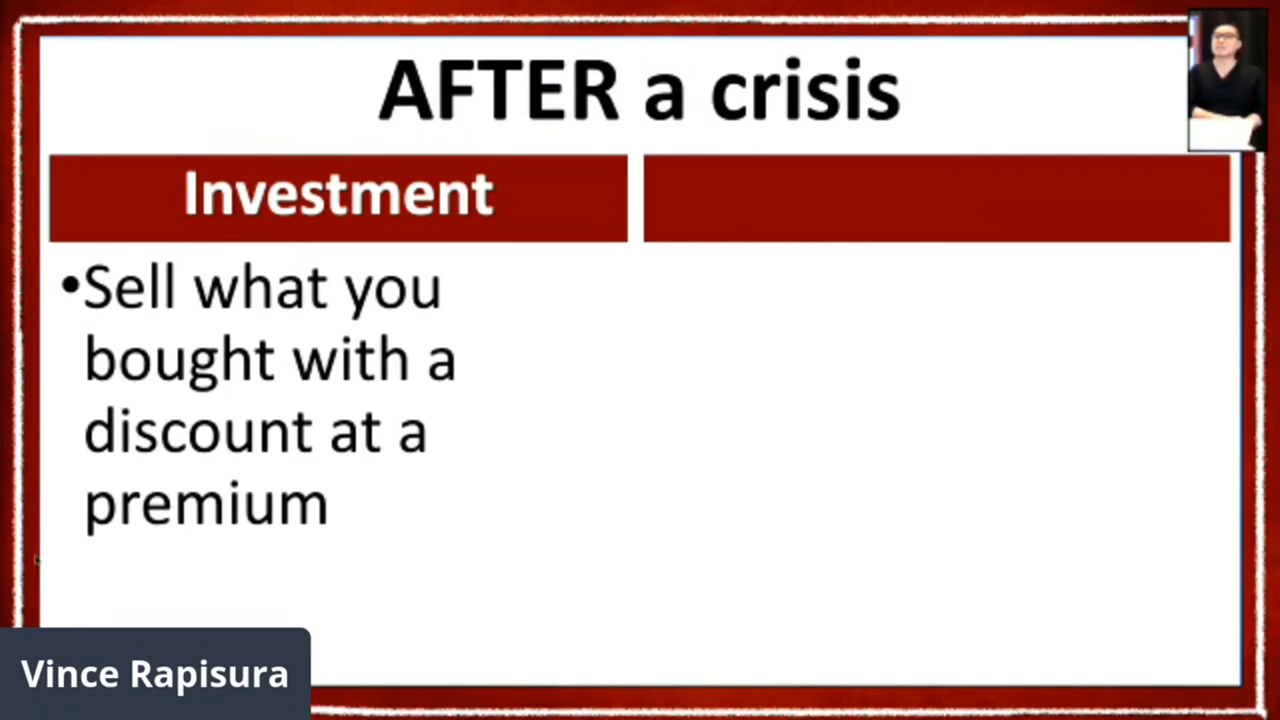 AFTER a crisis
Investment
•Sell what you
bought with a
discount at a
premium
Vince Rapisura